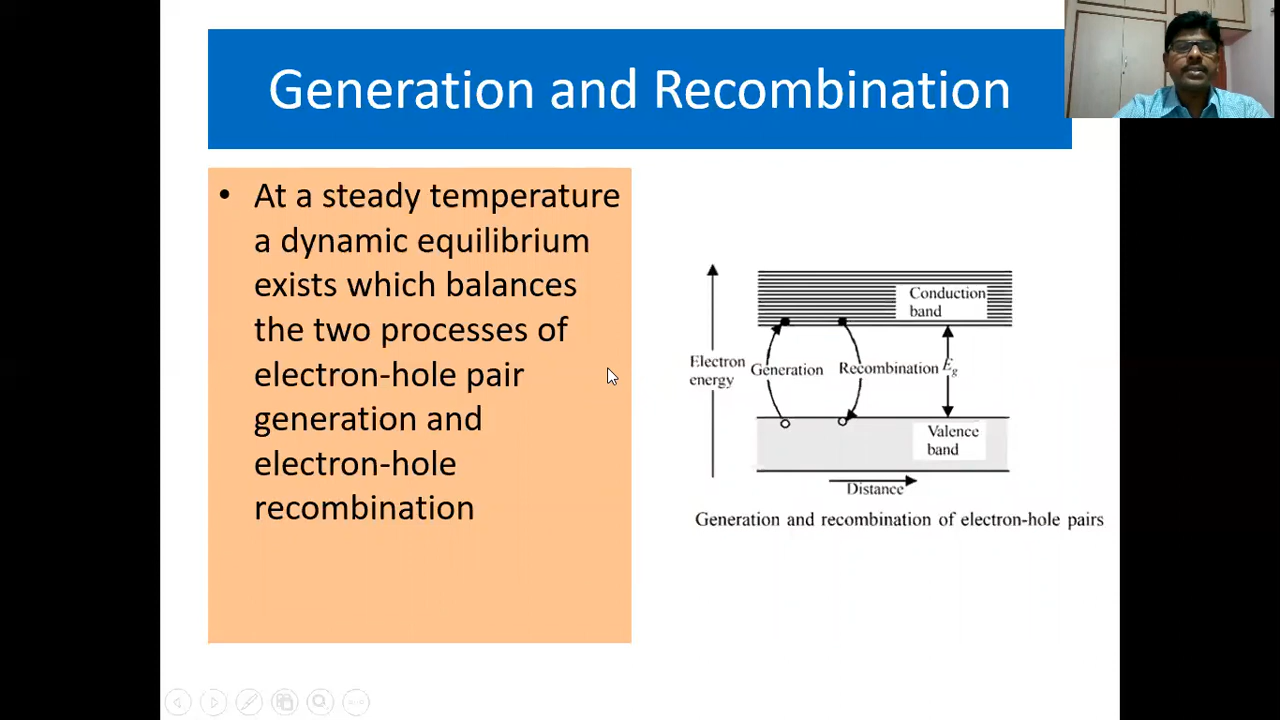 Generation and Recombination
• At a steady temperature
a dynamic equilibrium
exists which balances
the two processes of
electron-hole pair
generation and
electron-hole
recombination
Conduction
band
Electron
energy
Generation
Recombination
Eg
Valence
band
Distance
Generation and recombination of electron-hole pairs